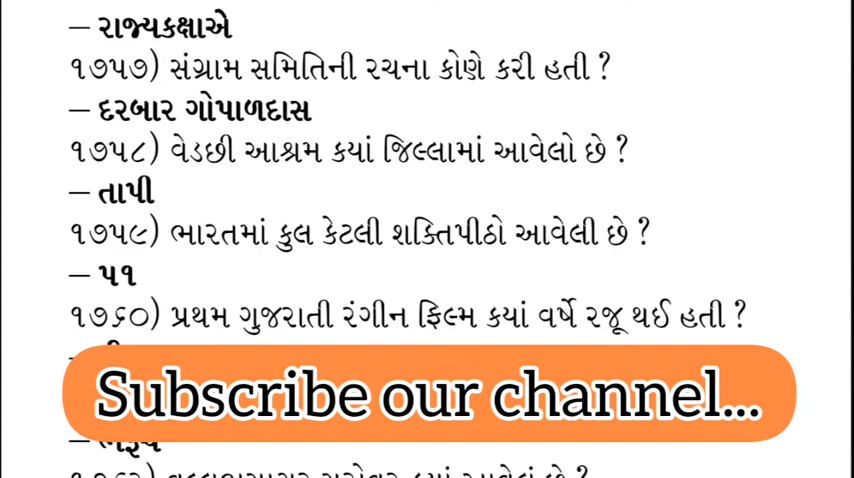 – રાજ્યકક્ષાએ
૧૭૫૭) સંગ્રામ સમિતિની રચના કોણે કરી હતી ?
– દરબાર ગોપાળદાસ
૧૭૫૮) વેડછી આશ્રમ કયાં જિલ્લામાં આવેલો છે ?
– તાપી
૧૭૫૯) ભારતમાં કુલ કેટલી શક્તિપીઠો આવેલી છે ?
– ૫૧
૧૭૬૦) પ્રથમ ગુજરાતી રંગીન ફિલ્મ કયાં વર્ષે રજૂ થઈ હતી ?
Subscribe our channel...